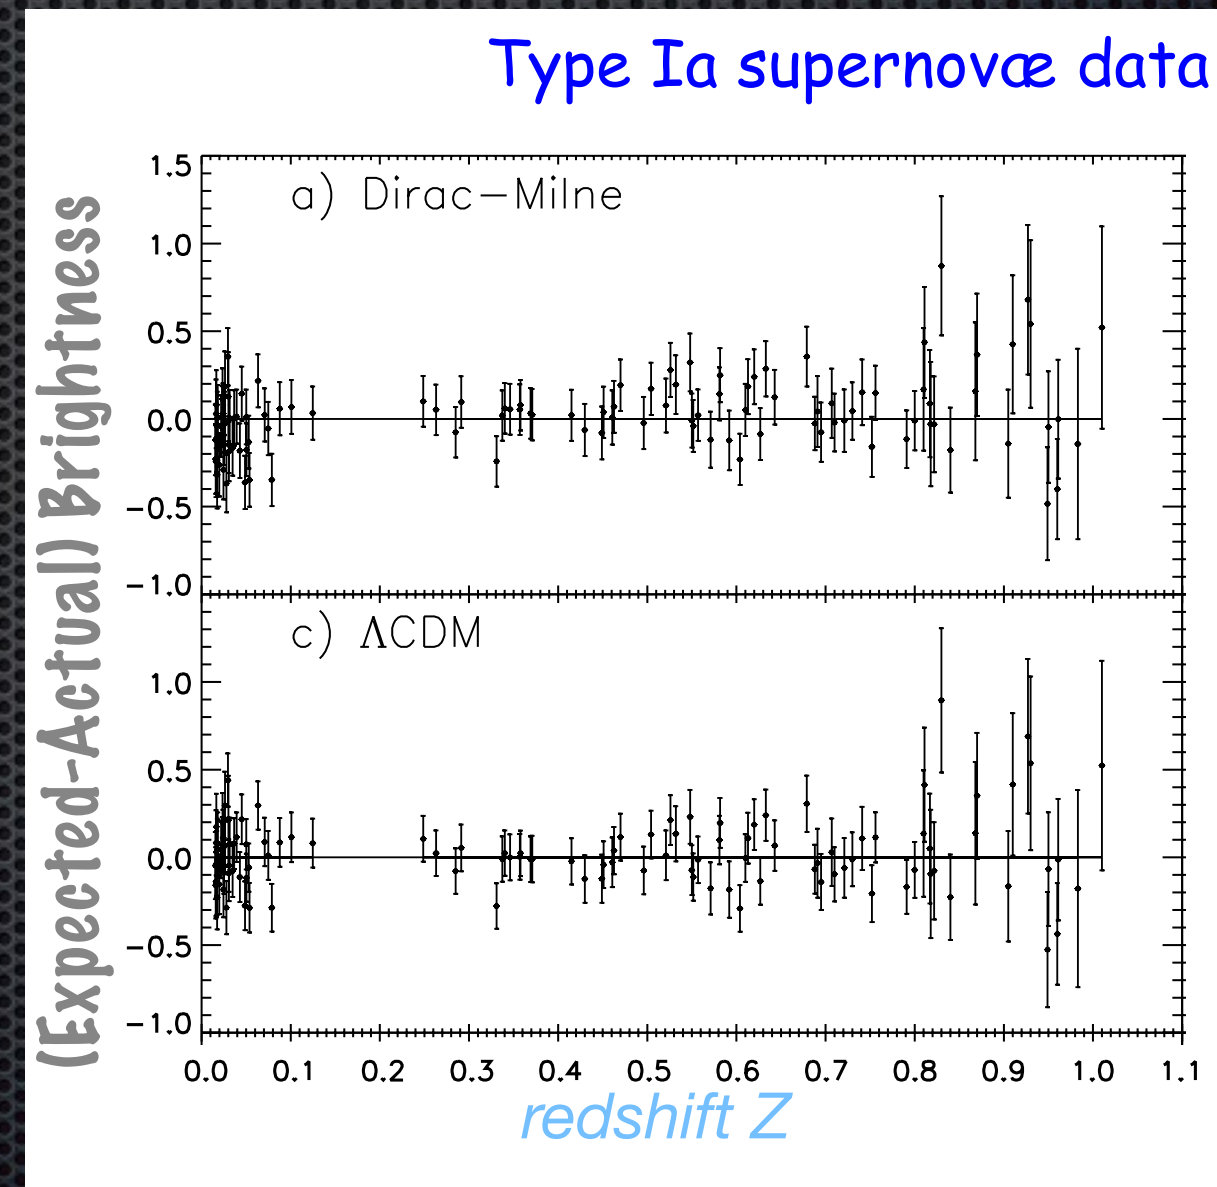 Type Ia supernovæ data
(Expected-Actual) Brightness
a) Dirac-Milne
1.5
1.0
0.5
0.0
-0.5
-1.0
c) ΛCDM
1.0
0.5
0.0
-0.5
-1.0
0.0 0.1 0.2 0.3 0.4 0.5 0.6 0.7 0.8 0.9 1.0 1.1
redshift Z